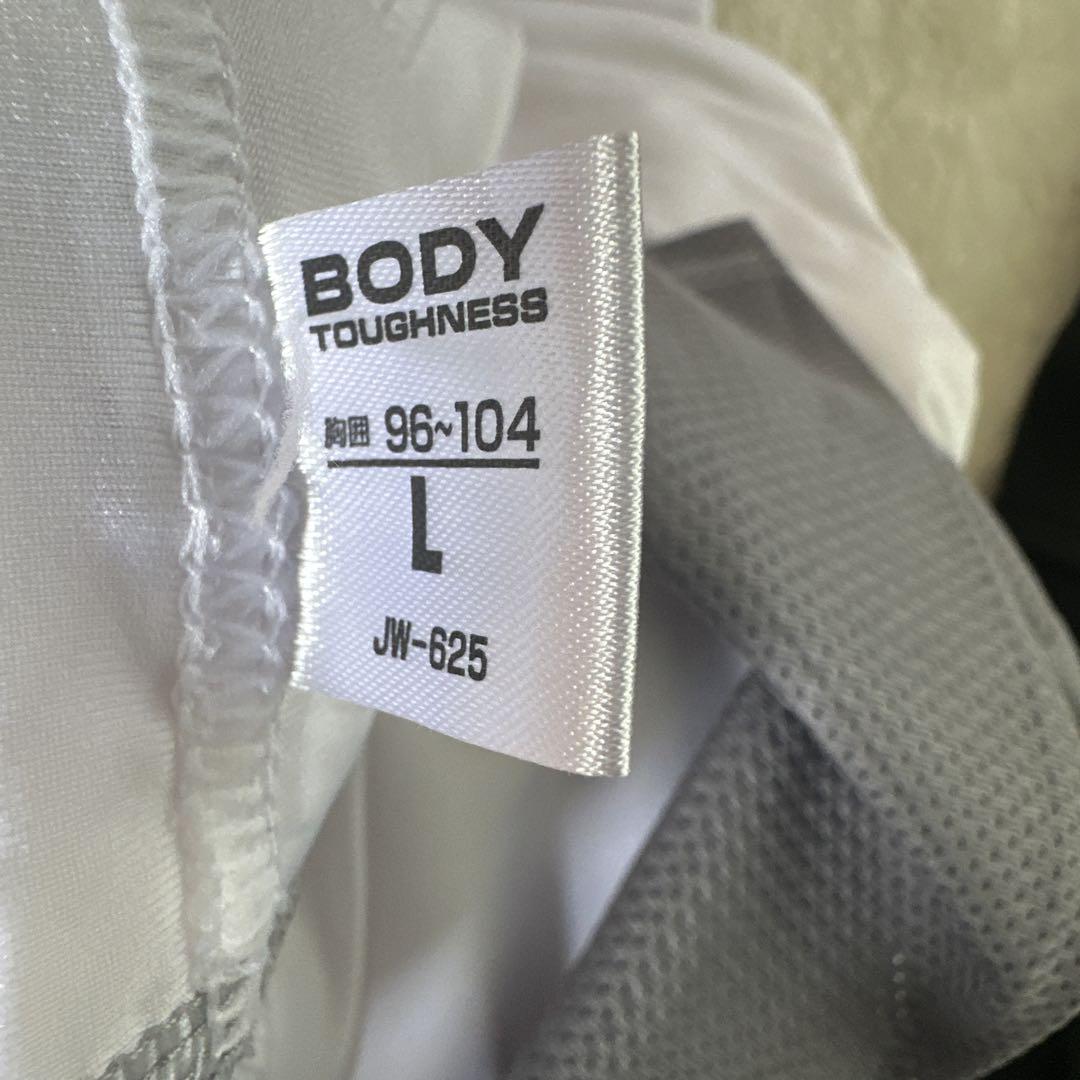 BODY
TOUGHNESS
胸囲 96~104
L
JW-625